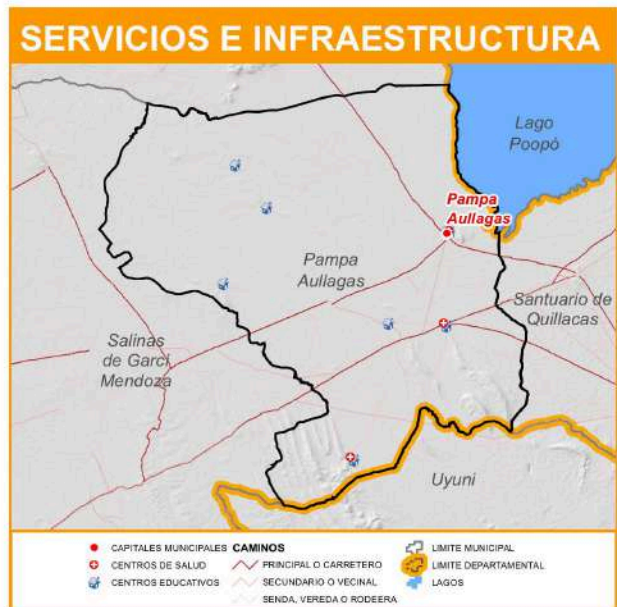 SERVICIOS E INFRAESTRUCTURA
Lago
Poopó
Pampa
Aullagas
Pampa
Aullagas
Santuario de
Quillacas
Salinas
de Garci
Mendoza
Uyuni
CAPITALES MUNICIPALES
CENTROS DE SALUD
CENTROS EDUCATIVOS
CAMINOS
PRINCIPAL O CARRETERO
SECUNDARIO O VECINAL
SENDA, VEREDA O RODEERA
LIMITE MUNICIPAL
LIMITE DEPARTAMENTAL
LAGOS